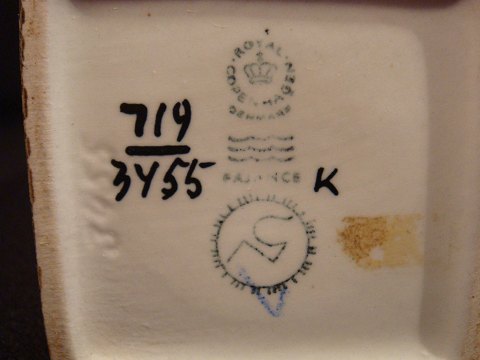 ROYAL
COPENHAGEN
DENMARK
719
3455
FAJANCE
K